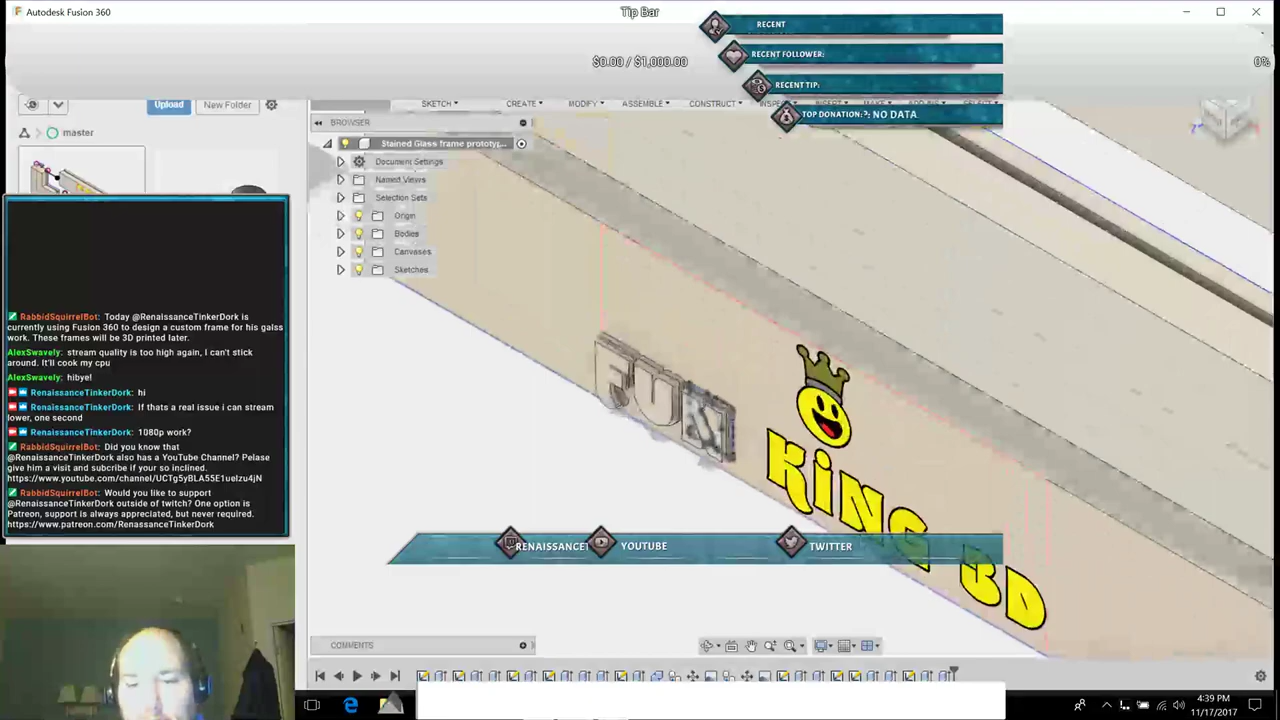 Autodesk Fusion 360
Tip Bar
$0.00 / $1,000.00
RECENT
RECENT FOLLOWER:
RECENT TIP:
TOP DONATION:?: NO DATA
0%
Upload
New Folder
master
SKETCH
CREATE
MODIFY
ASSEMBLE
CONSTRUCT
BROWSER
Stained Glass frame prototyp...
Document Settings
Named Views
Selection Sets
Origin
Bodies
Canvases
Sketches
RabbidSquirrelBot: Today @RenaissanceTinkerDork is
currently using Fusion 360 to design a custom frame for his galss
work. These frames will be 3D printed later.
AlexSwavely: stream quality is too high again, I can't stick
around. It'll cook my cpu
AlexSwavely: hibye!
RenaissanceTinkerDork: hi
RenaissanceTinkerDork: If thats a real issue i can stream
lower, one second
RenaissanceTinkerDork: 1080p work?
RabbidSquirrelBot: Did you know that
@RenaissanceTinkerDork also has a YouTube Channel? Pelase
give him a visit and subcribe if your so inclined.
https://www.youtube.com/channel/UCTg5yBLA55E1uelzu4jN
RabbidSquirrelBot: Would you like to support
@RenaissanceTinkerDork outside of twitch? One option is
Patreon, support is always appreciated, but never required.
https://www.patreon.com/RenassanceTinkerDork
FUN
KiNG BD
RENAISSANCET
YOUTUBE
TWITTER
COMMENTS
4:39 PM
11/17/2017